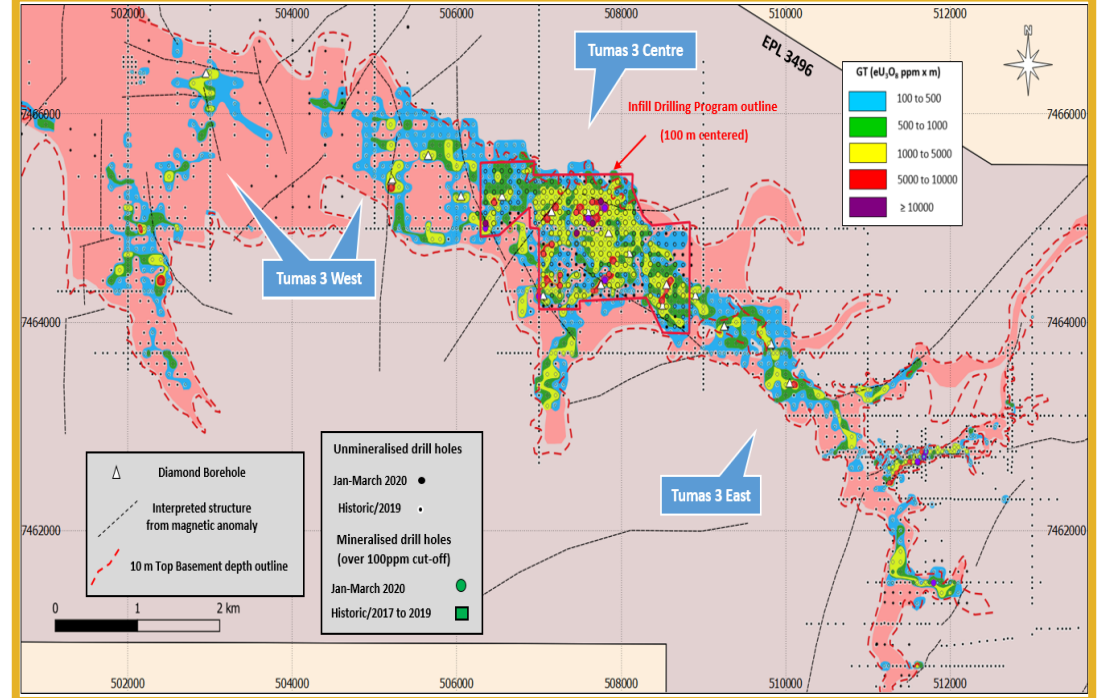 502000 504000 506000 508000 510000 512000
Tumas 3 Centre
EPL 3496
N
GT (eU₃O₈ ppm x m)
100 to 500
500 to 1000
1000 to 5000
5000 to 10000
≥ 10000
Infill Drilling Program outline
(100 m centered)
7466000 7466000
Tumas 3 West
7464000 7464000
Tumas 3 East
Diamond Borehole
Interpreted structure
from magnetic anomaly
10 m Top Basement depth outline
Unmineralised drill holes
Jan-March 2020
Historic/2019
Mineralised drill holes
(over 100ppm cut-off)
Jan-March 2020
Historic/2017 to 2019
7462000 7462000
0 1 2 km
502000 504000 506000 508000 510000 512000